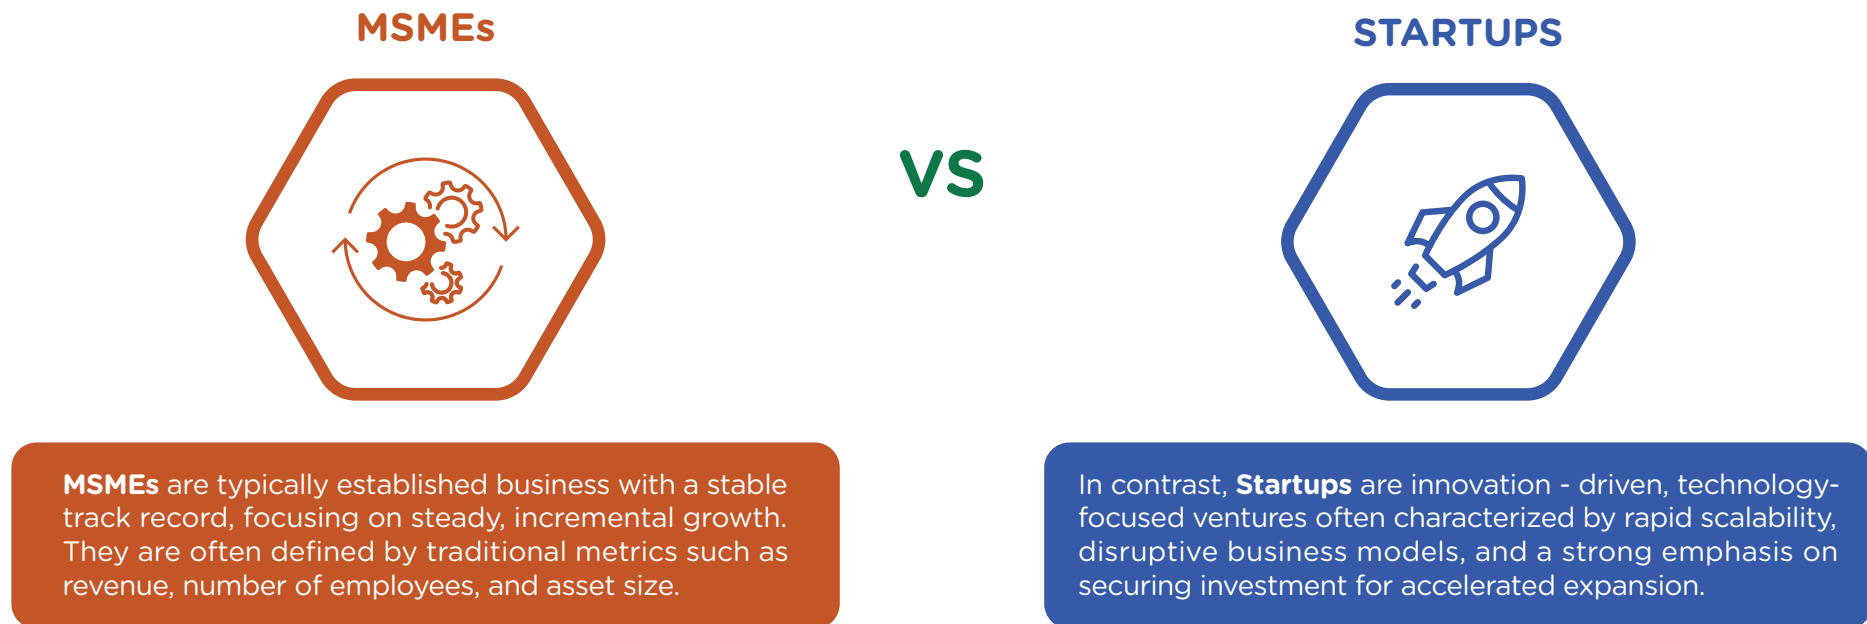 MSMEs
VS
STARTUPS
MSMEs are typically established business with a stable
track record, focusing on steady, incremental growth.
They are often defined by traditional metrics such as
revenue, number of employees, and asset size.
In contrast, Startups are innovation - driven, technology-
focused ventures often characterized by rapid scalability,
disruptive business models, and a strong emphasis on
securing investment for accelerated expansion.